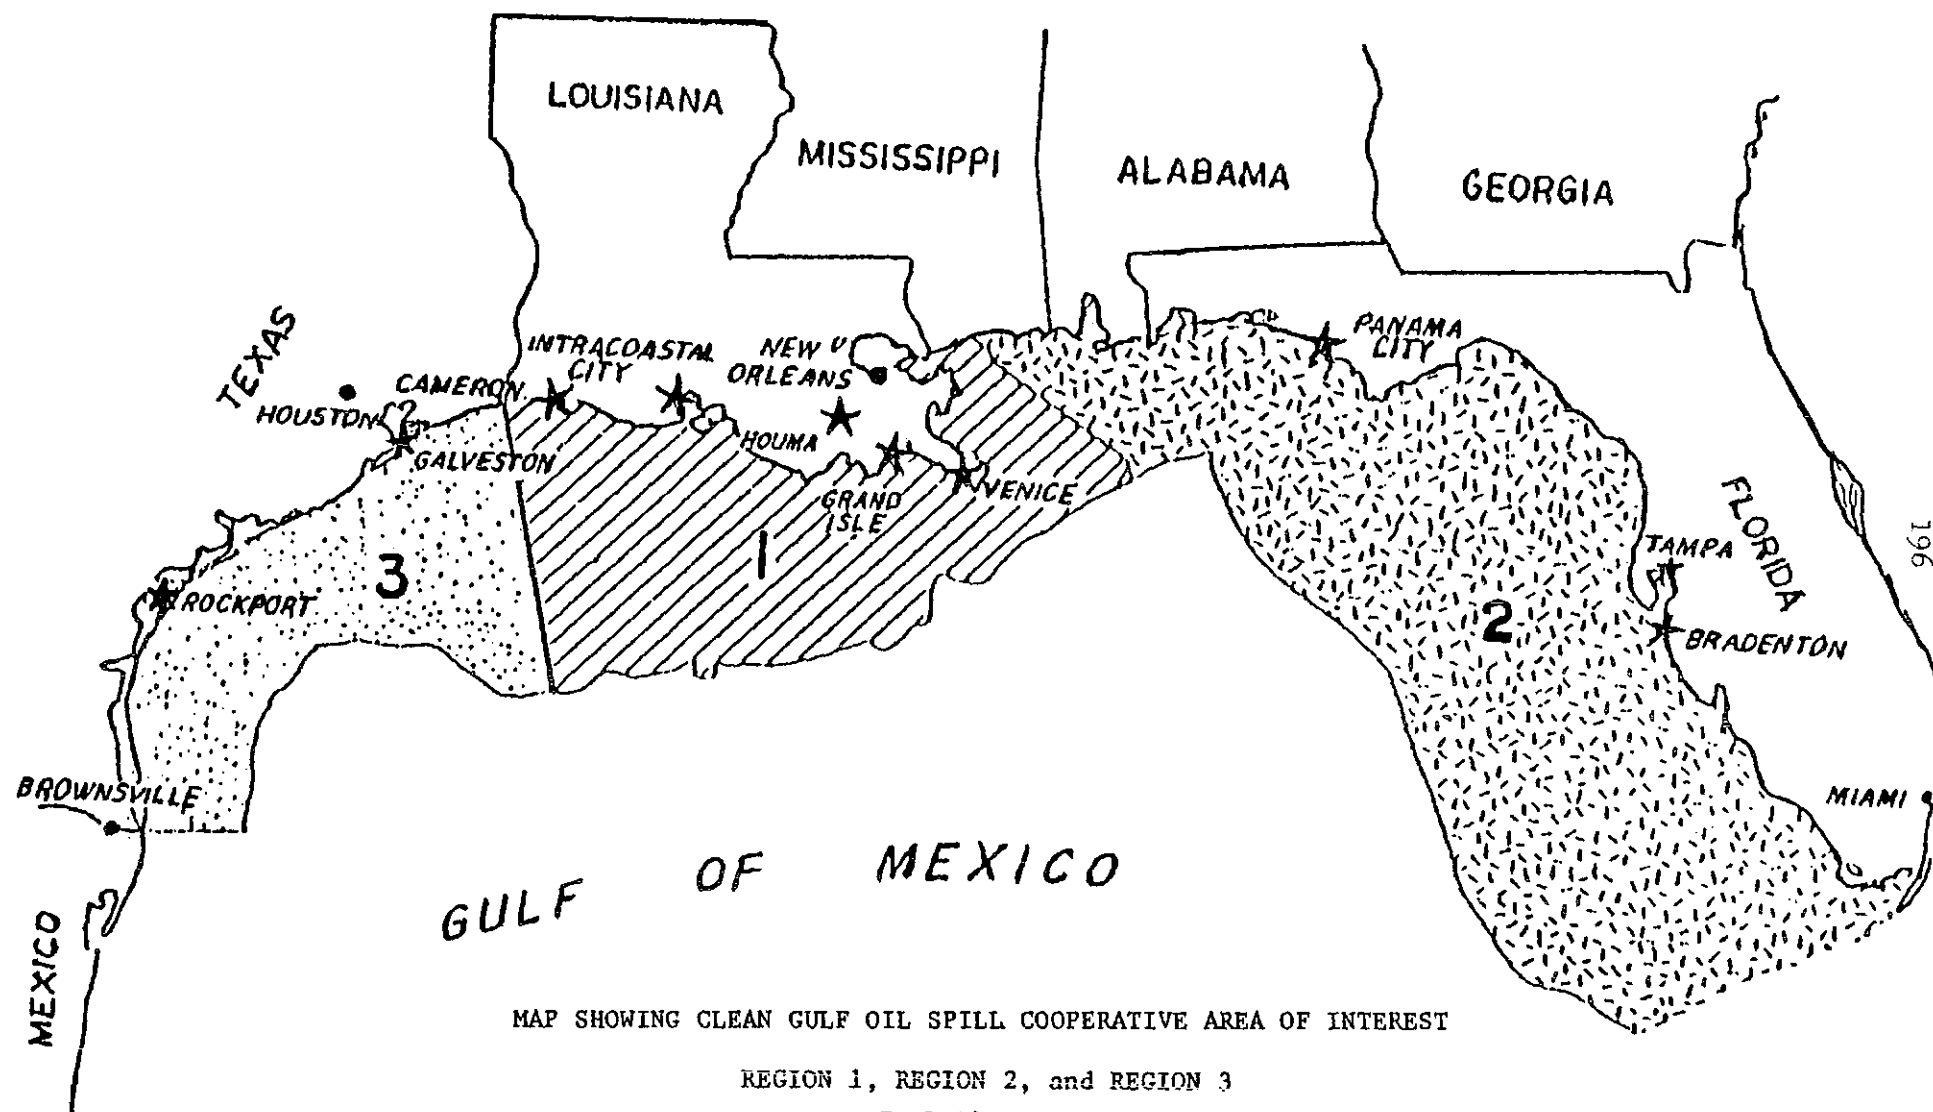 LOUISIANA
MISSISSIPPI
ALABAMA
GEORGIA
TEXAS
INTRACOASTAL
CITY
NEW
ORLEANS
PANAMA
CITY
CAMERON
HOUSTON
GALVESTON
HOUMA
GRAND
ISLE
VENICE
FLORIDA
196
TAMPA
1
3
2
ROCKPORT
BRADENTON
BROWNSVILLE
MIAMI
GULF OF MEXICO
MEXICO
MAP SHOWING CLEAN GULF OIL SPILL COOPERATIVE AREA OF INTEREST
REGION 1, REGION 2, and REGION 3